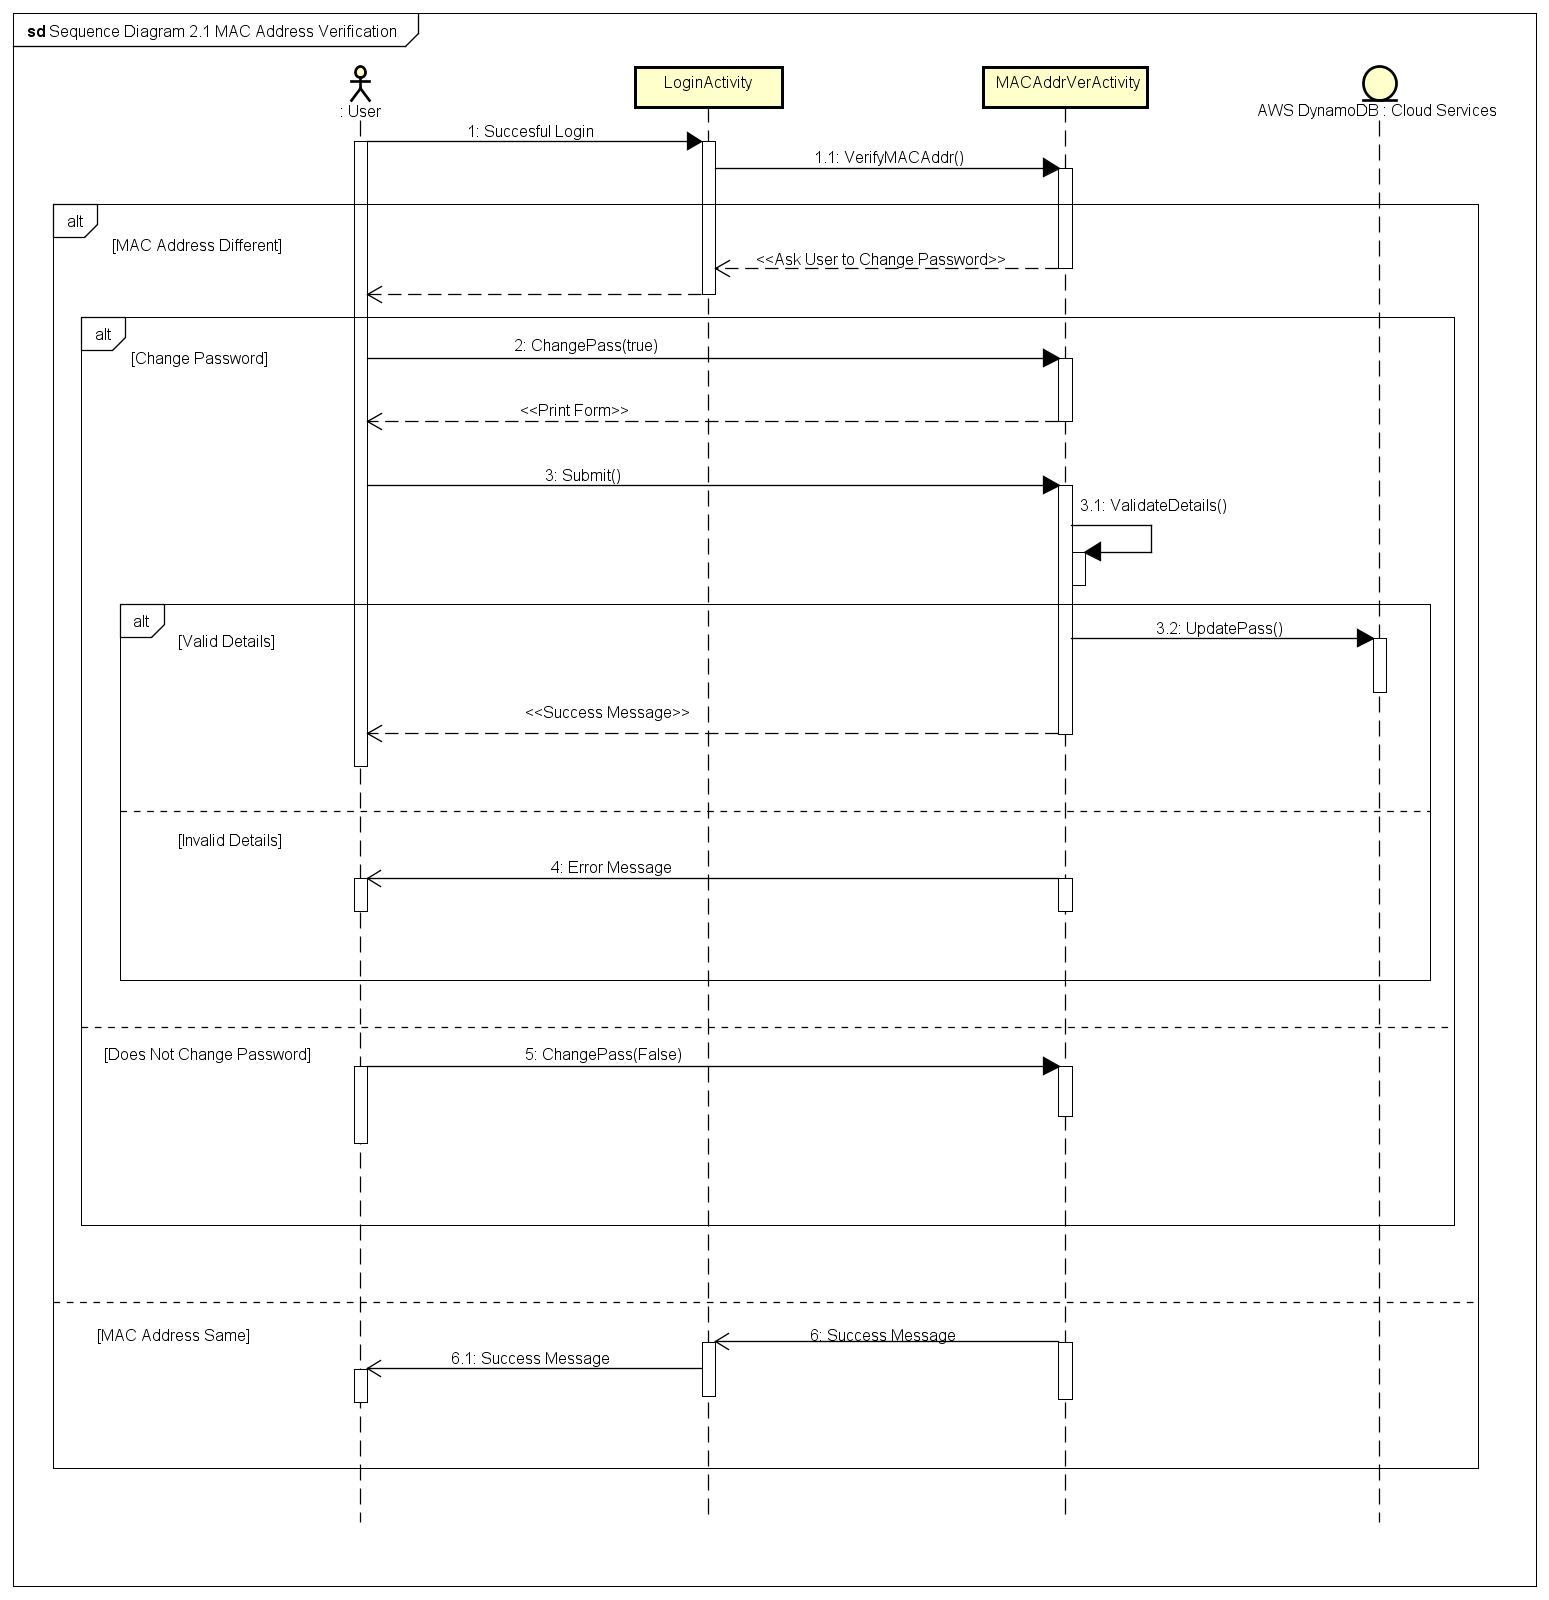 sd Sequence Diagram 2.1 MAC Address Verification
: User
LoginActivity
MACAddrVerActivity
AWS DynamoDB : Cloud Services
1: Succesful Login
1.1: VerifyMACAddr()
alt
[MAC Address Different]
<<Ask User to Change Password>>
alt
[Change Password]
2: ChangePass(true)
<<Print Form>>
3: Submit()
3.1: ValidateDetails()
alt
[Valid Details]
3.2: UpdatePass()
<<Success Message>>
[Invalid Details]
4: Error Message
[Does Not Change Password]
5: ChangePass(False)
[MAC Address Same]
6: Success Message
6.1: Success Message